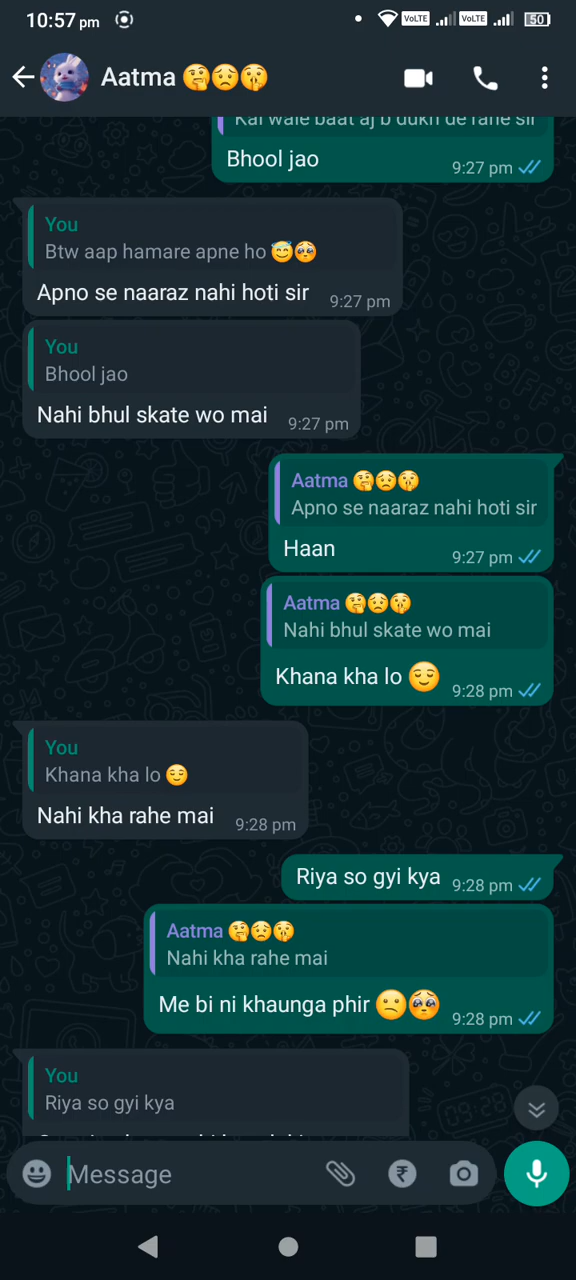 10:57 pm
VoLTE VoLTE 50
Aatma 🤔😟🤫
Kal wale baat aj b dukh de rahe sir
Bhool jao
9:27 pm
You
Btw aap hamare apne ho 😇🥺
Apno se naaraz nahi hoti sir
9:27 pm
You
Bhool jao
Nahi bhul skate wo mai
9:27 pm
Aatma 🤔😟🤫
Apno se naaraz nahi hoti sir
Haan
9:27 pm
Aatma 🤔😟🤫
Nahi bhul skate wo mai
Khana kha lo 😌
9:28 pm
You
Khana kha lo 😌
Nahi kha rahe mai
9:28 pm
Riya so gyi kya
9:28 pm
Aatma 🤔😟🤫
Nahi kha rahe mai
Me bi ni khaunga phir 🙁🥺
9:28 pm
You
Riya so gyi kya
Message
₹